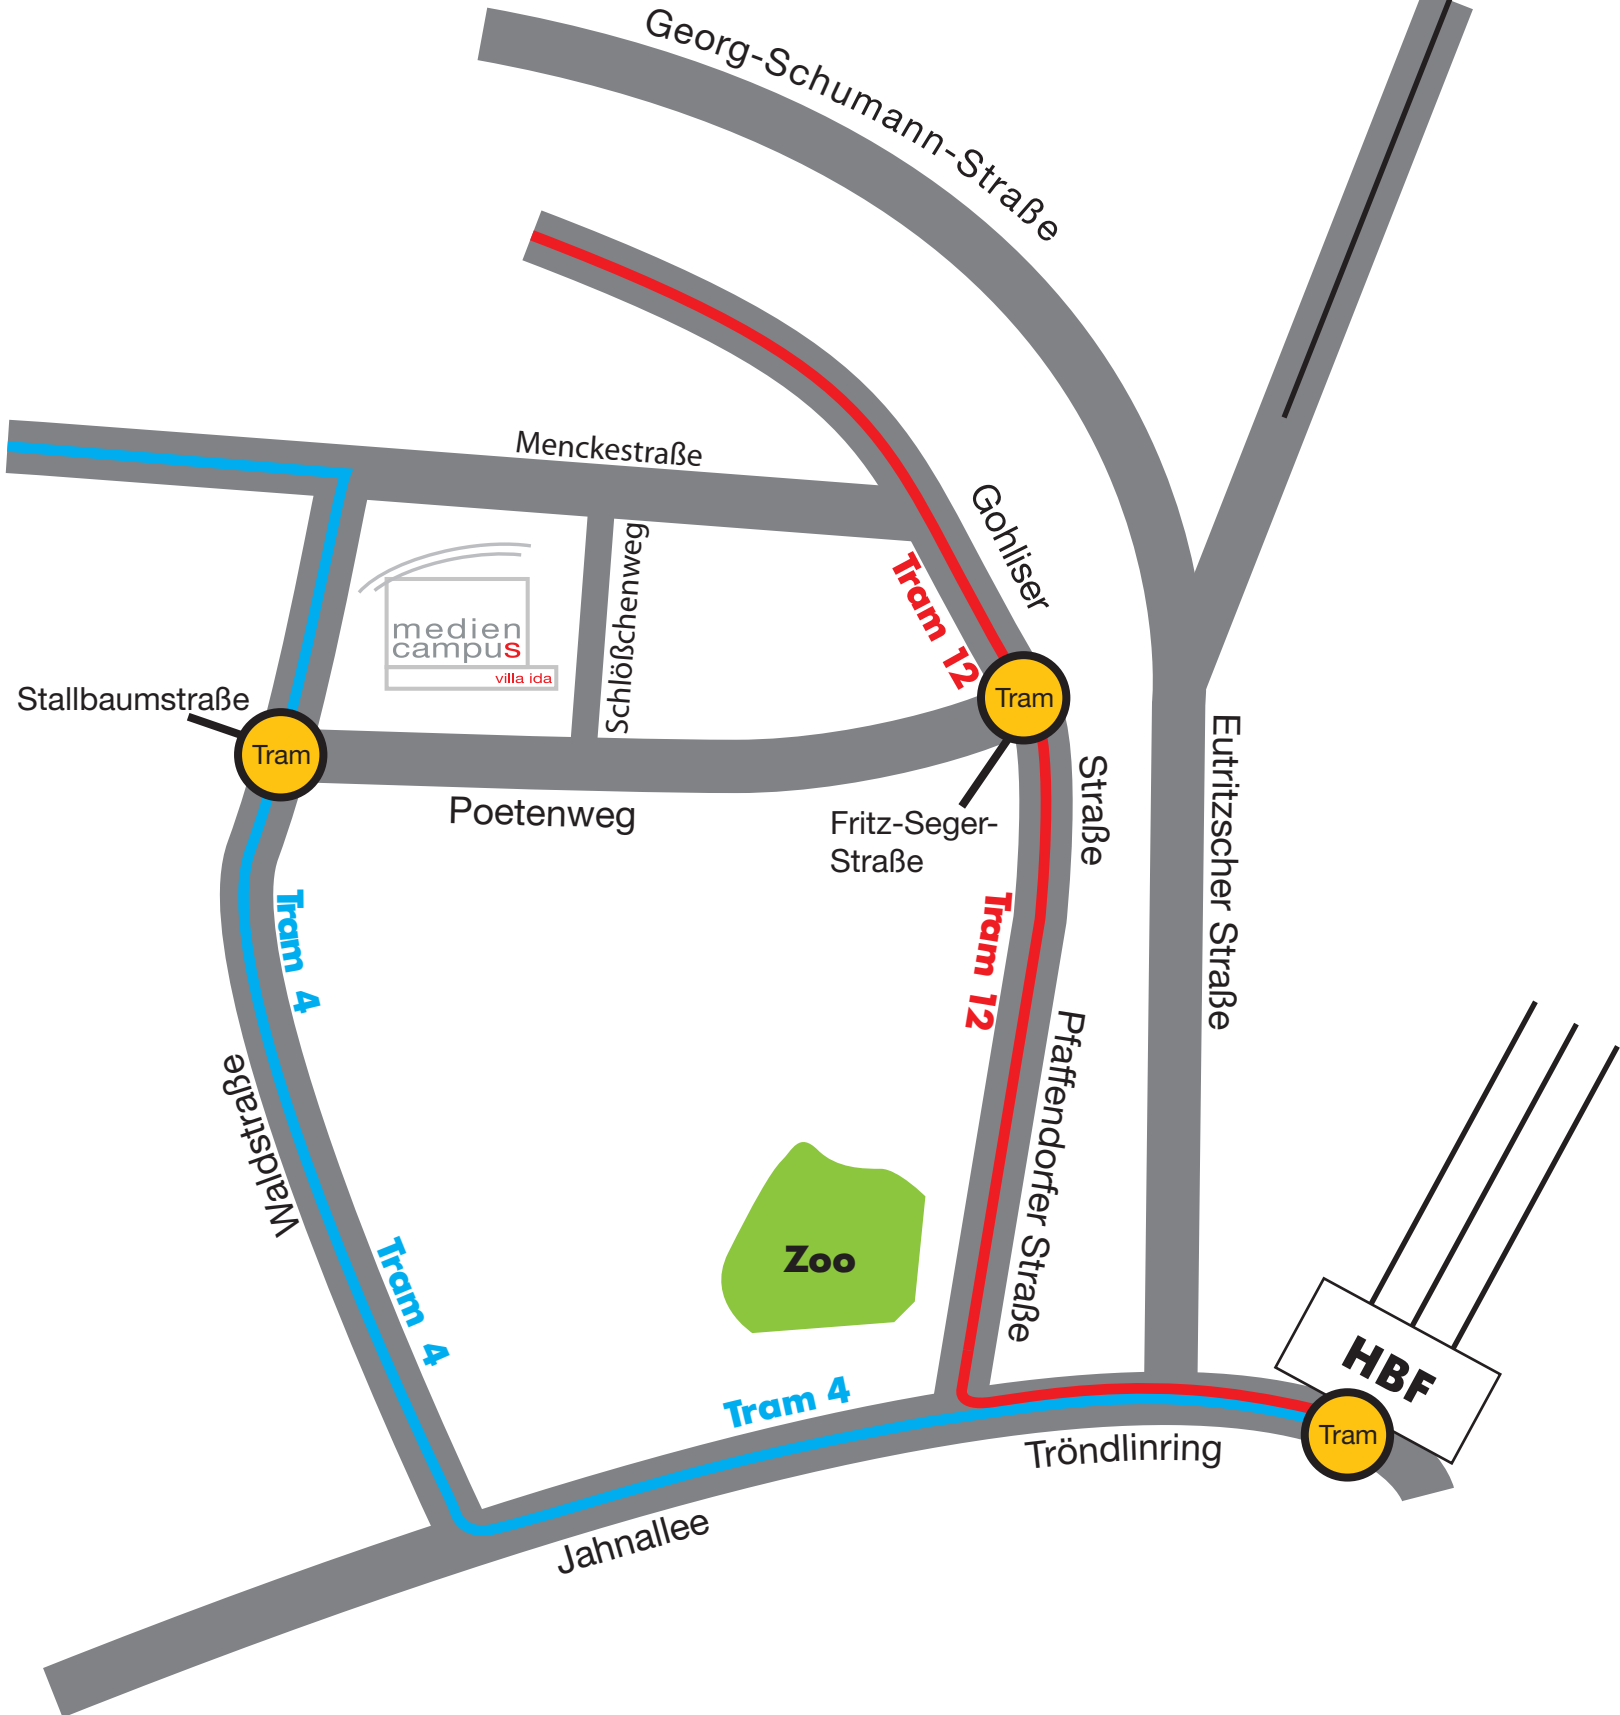 Georg-Schumann-Straße
Menckestraße
Gohliser
Tram 12
Schlößchenweg
medien
campus
villa ida
Stallbaumstraße
Tram
Tram
Eutritzscher Straße
Straße
Poetenweg
Fritz-Seger-
Straße
Tram 4
Tram 12
Pfaffendorfer Straße
Waldstraße
Zoo
Tram 4
HBF
Tram 4
Tram
Tröndlinring
Jahnallee